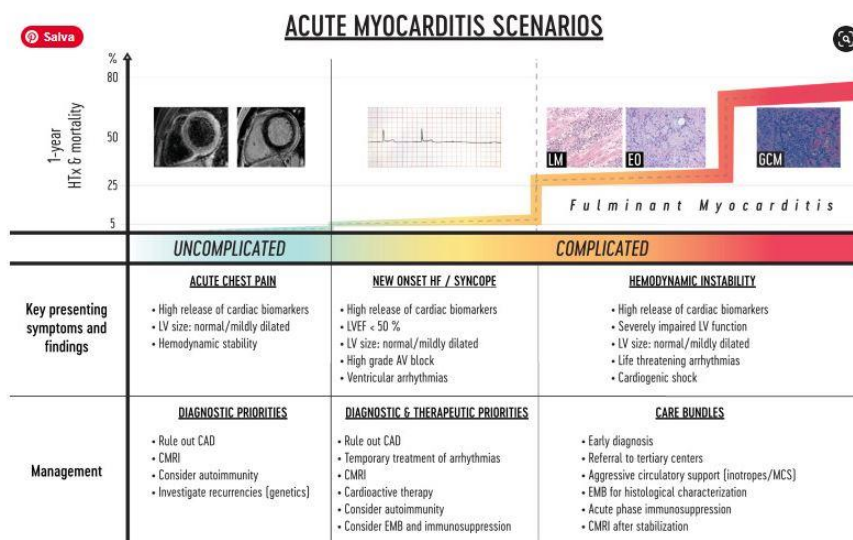 Salva
ACUTE MYOCARDITIS SCENARIOS
%
80
50
25
5
1-year
HTx & mortality
LM
EO
GCM
Fulminant Myocarditis
UNCOMPLICATED
COMPLICATED
Key presenting
symptoms and
findings
ACUTE CHEST PAIN
• High release of cardiac biomarkers
• LV size: normal/mildly dilated
• Hemodynamic stability
NEW ONSET HF / SYNCOPE
• High release of cardiac biomarkers
• LVEF < 50 %
• LV size: normal/mildly dilated
• High grade AV block
• Ventricular arrhythmias
HEMODYNAMIC INSTABILITY
• High release of cardiac biomarkers
• Severely impaired LV function
• LV size: normal/mildly dilated
• Life threatening arrhythmias
• Cardiogenic shock
Management
DIAGNOSTIC PRIORITIES
• Rule out CAD
• CMRI
• Consider autoimmunity
• Investigate recurrencies (genetics)
DIAGNOSTIC & THERAPEUTIC PRIORITIES
• Rule out CAD
• Temporary treatment of arrhythmias
• CMRI
• Cardioactive therapy
• Consider autoimmunity
• Consider EMB and immunosuppression
CARE BUNDLES
• Early diagnosis
• Referral to tertiary centers
• Aggressive circulatory support (inotropes/MCS)
• EMB for histological characterization
• Acute phase immunosuppression
• CMRI after stabilization